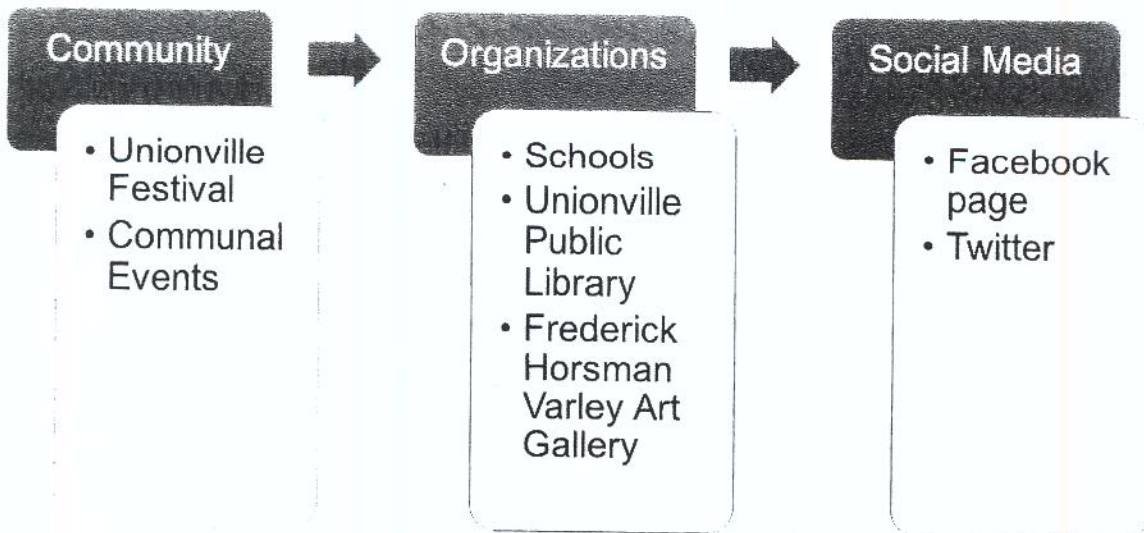 Community
• Unionville
Festival
• Communal
Events
Organizations
• Schools
• Unionville
Public
Library
• Frederick
Horsman
Varley Art
Gallery
Social Media
• Facebook
page
• Twitter